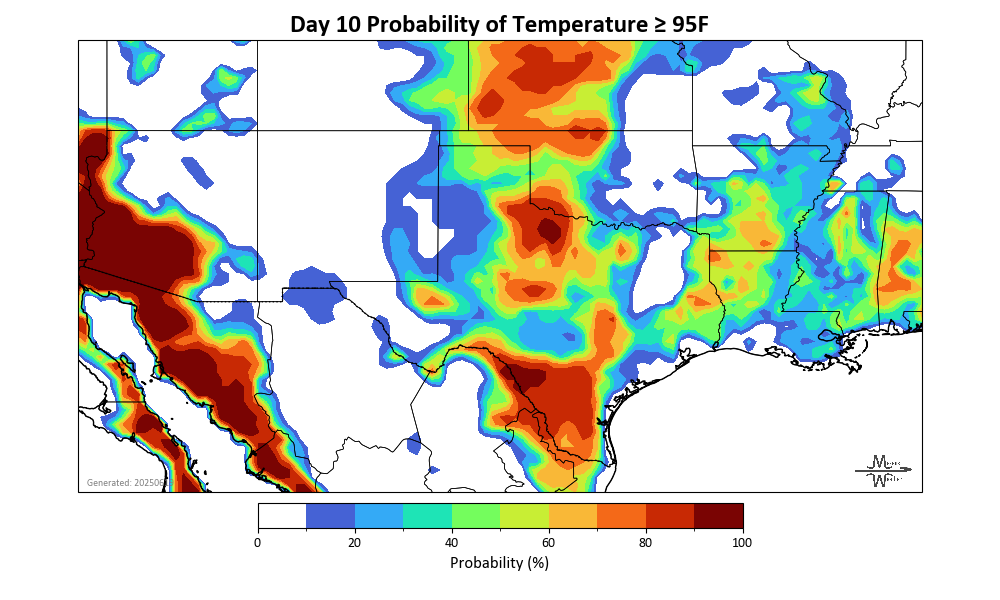 Day 10 Probability of Temperature ≥ 95F
Generated: 202506
0 20 40 60 80 100
Probability (%)